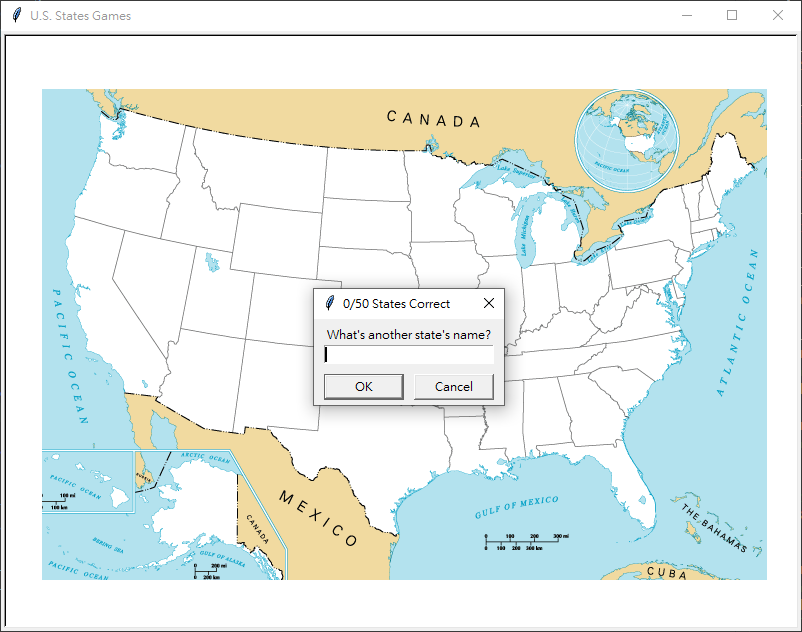 U.S. States Games
CANADA
Lake Superior
Lake Michigan
PACIFIC OCEAN
0/50 States Correct
What's another state's name?
OK
Cancel
PACIFIC OCEAN
ATLANTIC OCEAN
ARCTIC OCEAN
RUSSIA
PACIFIC OCEAN
100 mi
100 km
CANADA
BERING SEA
GULF OF ALASKA
PACIFIC OCEAN
0 200 mi
0 200 km
MEXICO
GULF OF MEXICO
0 100 200 300 mi
0 100 200 300 km
THE BAHAMAS
CUBA